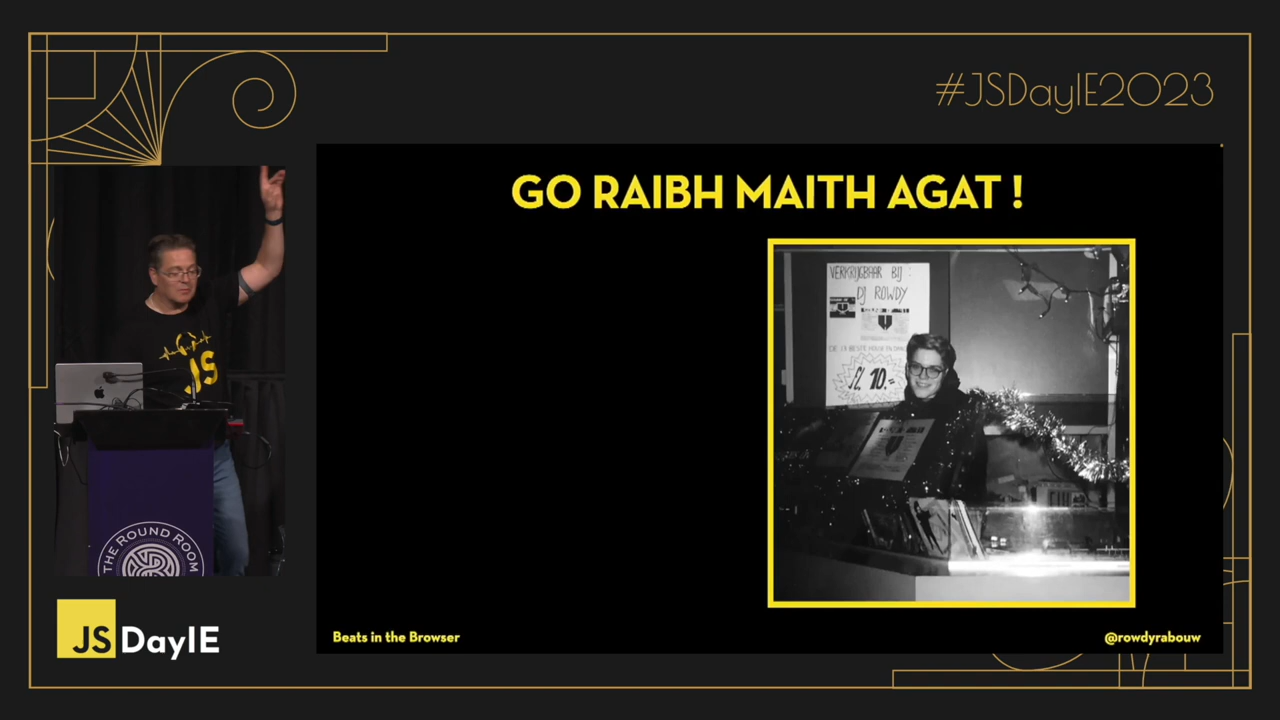 #JSDayIE2023
GO RAIBH MAITH AGAT !
VERKRIJGBAAR BIJ :
DJ ROWDY
fl, 10.=
JS
THE ROUND ROOM
JS DayIE
Beats in the Browser
@rowdyrabouw